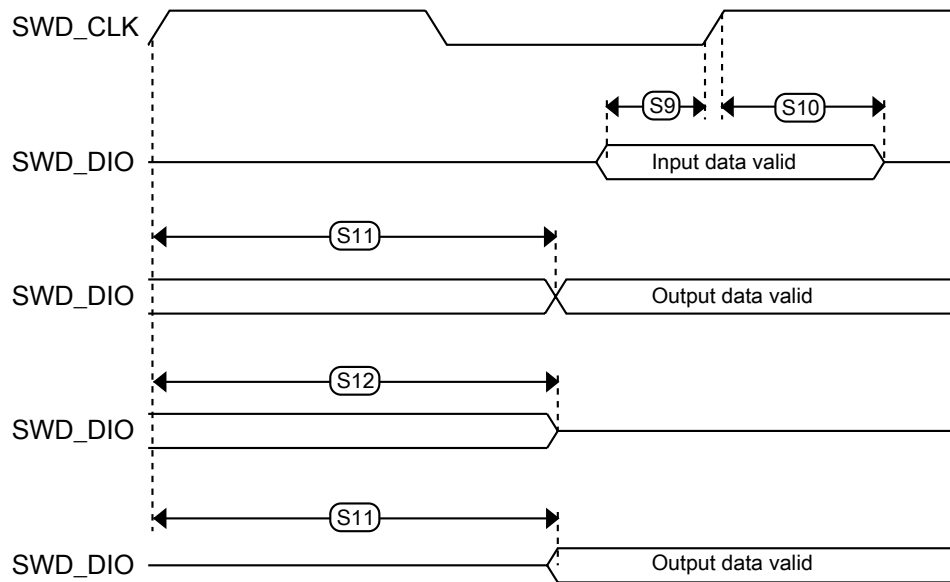 SWD_CLK
S9
S10
SWD_DIO
Input data valid
S11
SWD_DIO
Output data valid
S12
SWD_DIO
S11
SWD_DIO
Output data valid